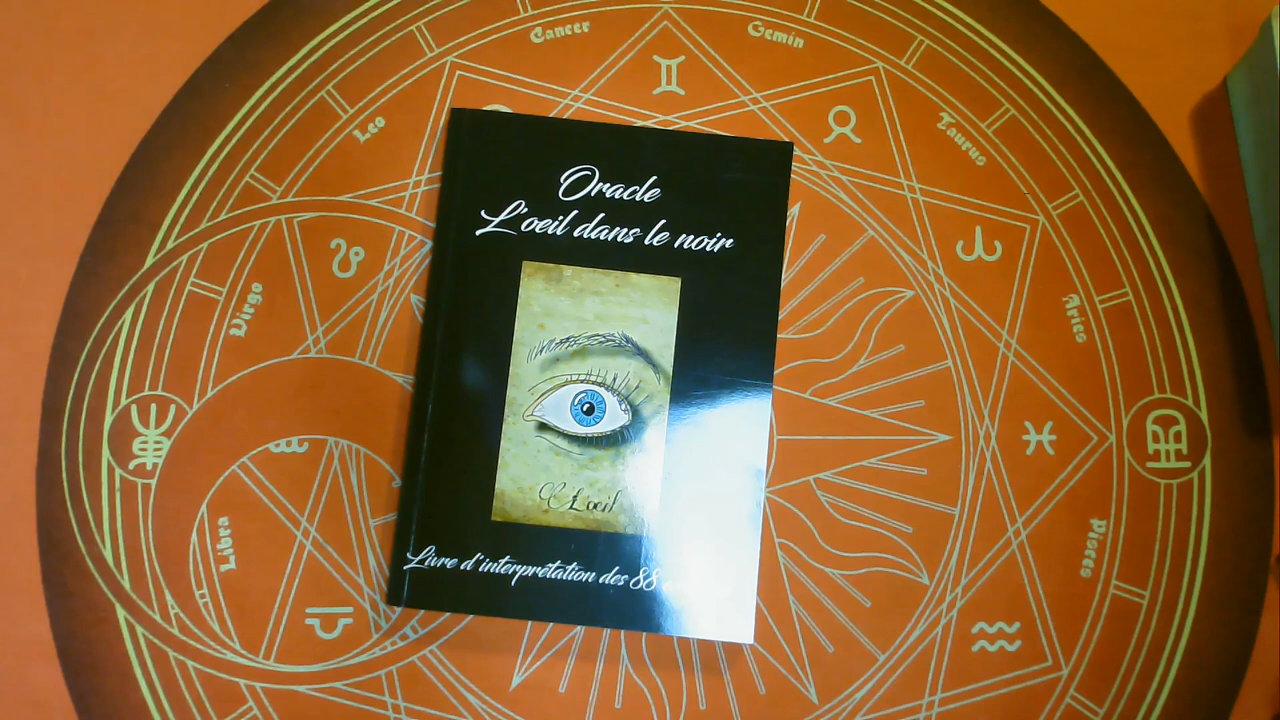 Cancer
Gemin
Leo
Taurus
Virgo
Aries
Libra
Pisces
Oracle
L'oeil dans le noir
L'oeil
Livre d'interprétation des 88